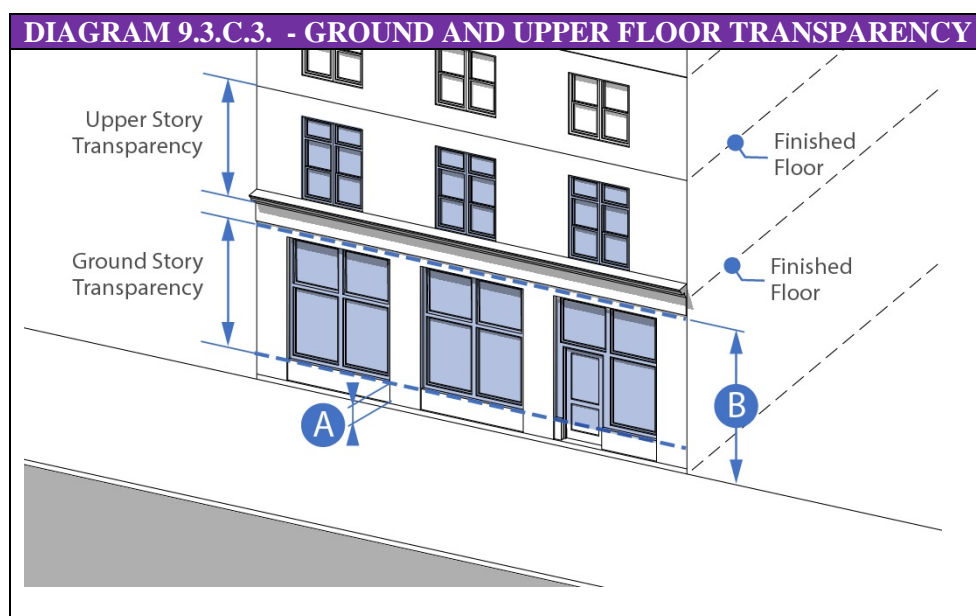 DIAGRAM 9.3.C.3. - GROUND AND UPPER FLOOR TRANSPARENCY
Upper Story
Transparency
Finished
Floor
Ground Story
Transparency
Finished
Floor
A
B